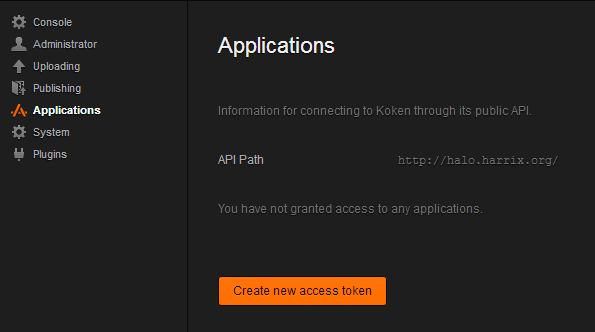 Console
Administrator
Uploading
Publishing
Applications
System
Plugins
Applications
Information for connecting to Koken through its public API.
API Path http://halo.harrix.org/
You have not granted access to any applications.
Create new access token